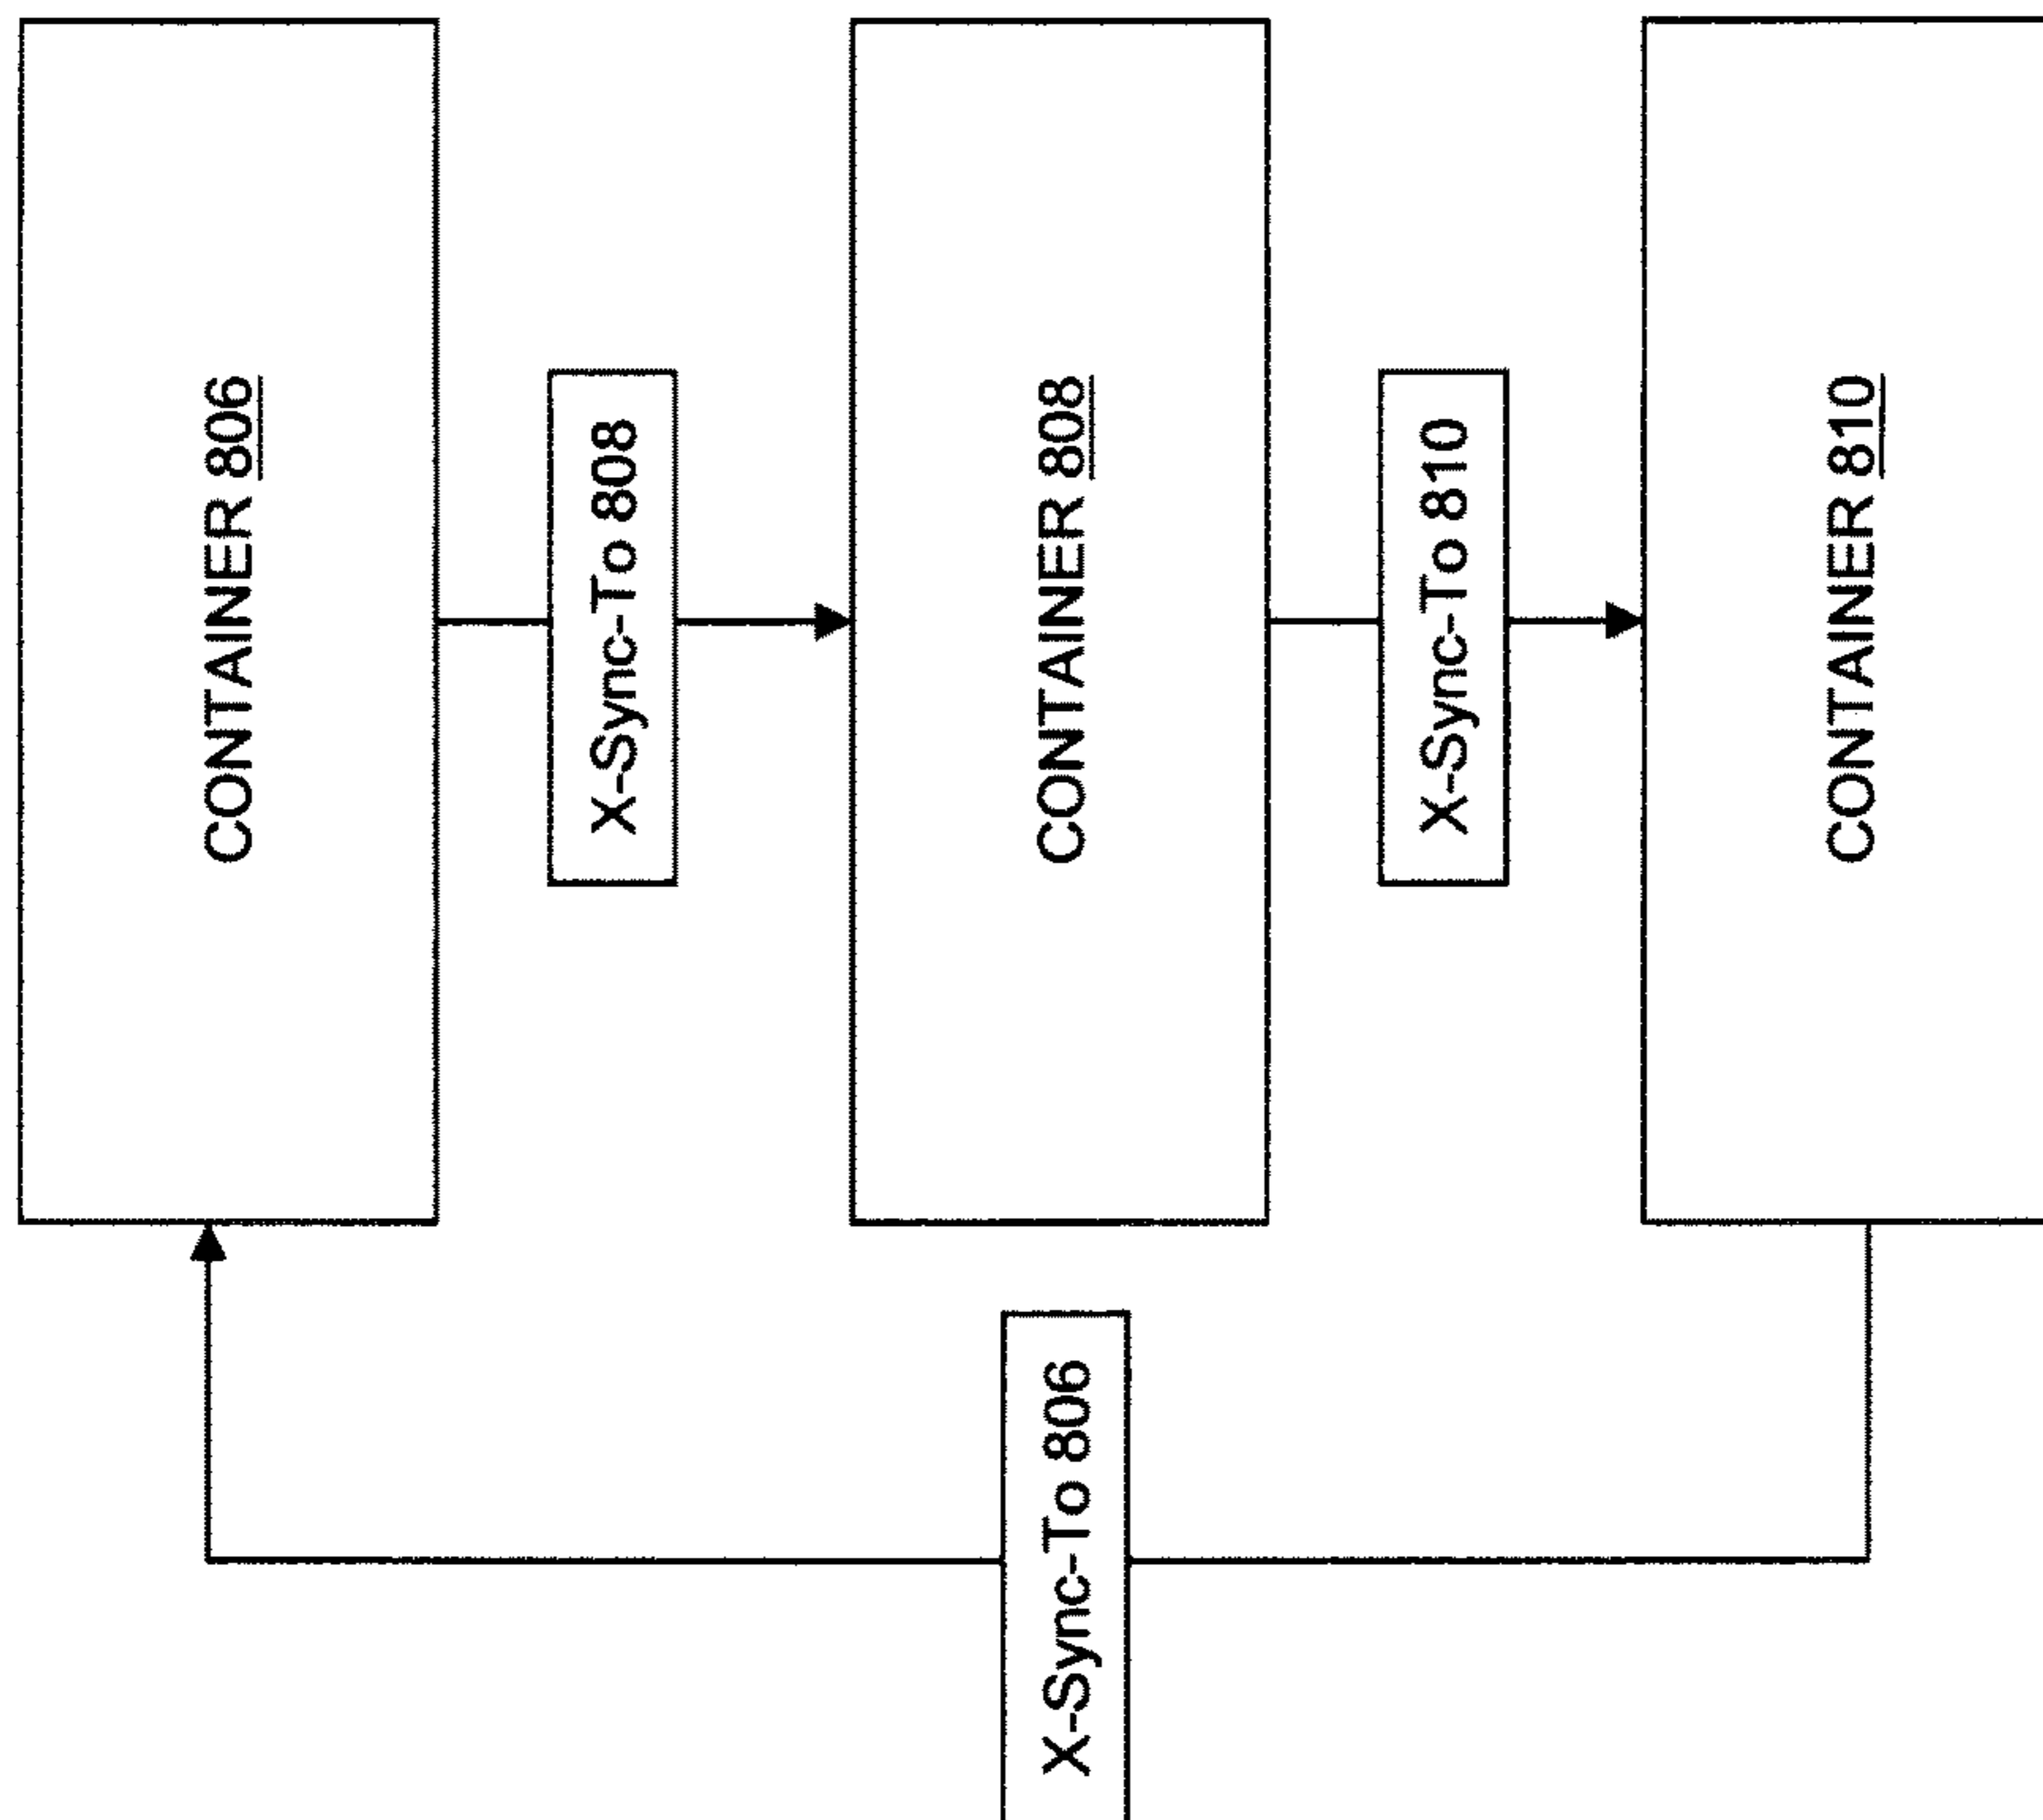 CONTAINER 806
X-Sync-To 808
CONTAINER 808
X-Sync-To 810
CONTAINER 810
X-Sync-To 806